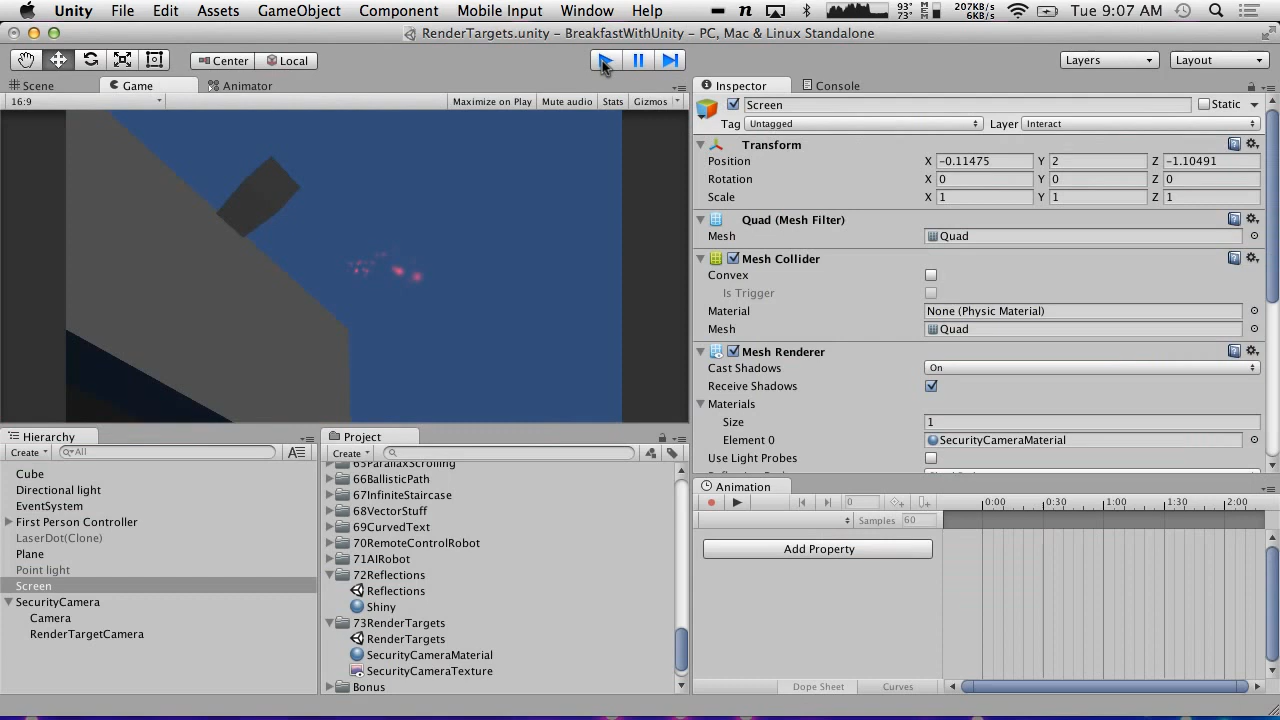 Unity File Edit Assets GameObject Component Mobile Input Window Help 93° 73° MEM 207KB/s 6KB/s Tue 9:07 AM
RenderTargets.unity – BreakfastWithUnity – PC, Mac & Linux Standalone
Center Local Layers Layout
Scene Game Animator
16:9 Maximize on Play Mute audio Stats Gizmos
Inspector Console
Screen Static
Tag Untagged Layer Interact
Transform
Position X -0.11475 Y 2 Z -1.10491
Rotation X 0 Y 0 Z 0
Scale X 1 Y 1 Z 1
Quad (Mesh Filter)
Mesh Quad
Mesh Collider
Convex
Is Trigger
Material None (Physic Material)
Mesh Quad
Mesh Renderer
Cast Shadows On
Receive Shadows
Materials
Size 1
Element 0 SecurityCameraMaterial
Use Light Probes
Hierarchy
Create All
Cube
Directional light
EventSystem
First Person Controller
LaserDot(Clone)
Plane
Point light
Screen
SecurityCamera
Camera
RenderTargetCamera
Project
Create
65ParallaxScrolling
66BallisticPath
67InfiniteStaircase
68VectorStuff
69CurvedText
70RemoteControlRobot
71AIRobot
72Reflections
Reflections
Shiny
73RenderTargets
RenderTargets
SecurityCameraMaterial
SecurityCameraTexture
Bonus
Animation
0 0:00 0:30 1:00 1:30 2:00
Samples 60
Add Property
Dope Sheet Curves